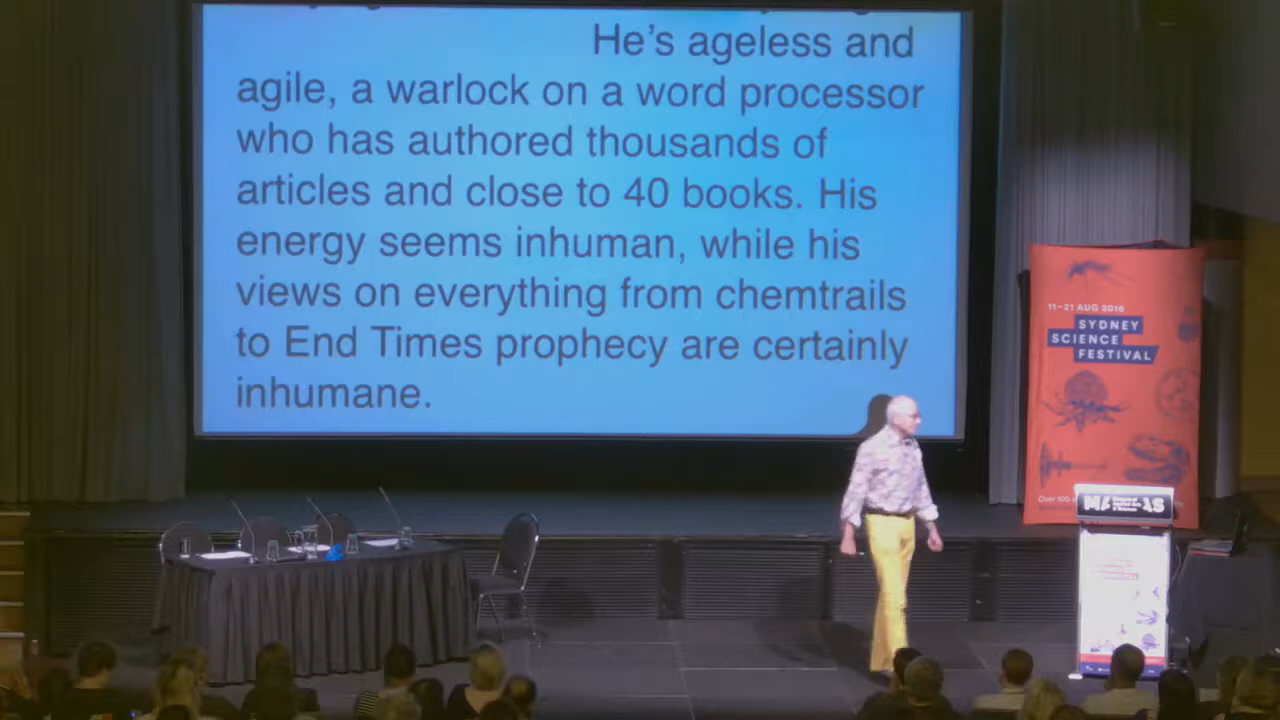 He's ageless and
agile, a warlock on a word processor
who has authored thousands of
articles and close to 40 books. His
energy seems inhuman, while his
views on everything from chemtrails
to End Times prophecy are certainly
inhumane.
11–21 AUG 2016
SYDNEY
SCIENCE
FESTIVAL
Over 100